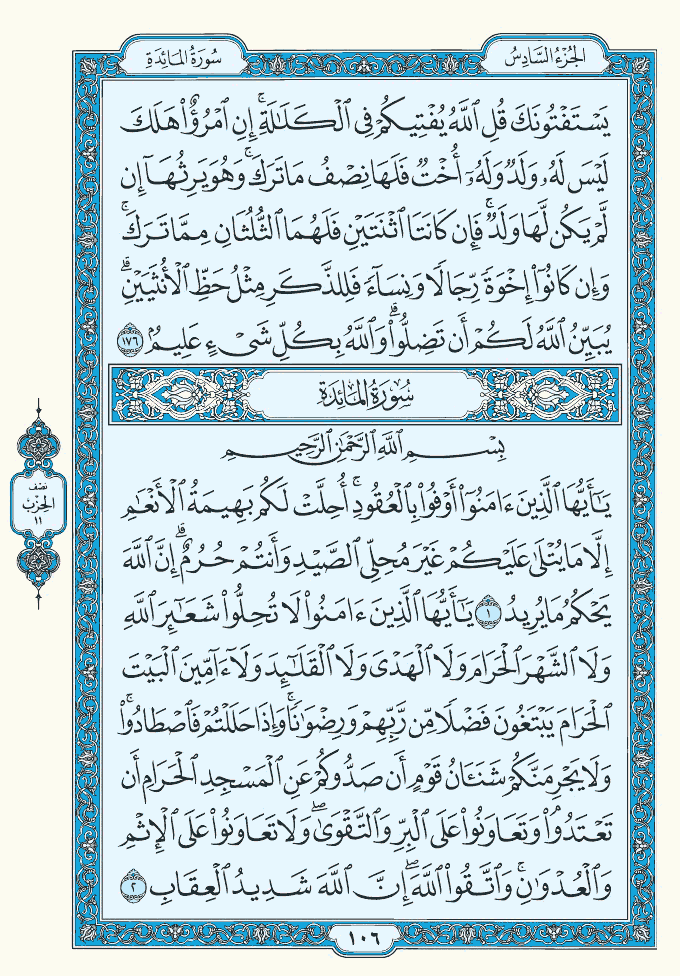 الجُزْءُ السَّادِسُ
سُورَةُ المَائِدَةِ
يَسۡتَفۡتُونَكَ قُلِ ٱللَّهُ يُفۡتِيكُمۡ فِي ٱلۡكَلَٰلَةِۚ إِنِ ٱمۡرُؤٌاْ هَلَكَ
لَيۡسَ لَهُۥ وَلَدٞ وَلَهُۥٓ أُخۡتٞ فَلَهَا نِصۡفُ مَا تَرَكَۚ وَهُوَ يَرِثُهَآ إِن
لَّمۡ يَكُن لَّهَا وَلَدٞۚ فَإِن كَانَتَا ٱثۡنَتَيۡنِ فَلَهُمَا ٱلثُّلُثَانِ مِمَّا تَرَكَۚ
وَإِن كَانُوٓاْ إِخۡوَةٗ رِّجَالٗا وَنِسَآءٗ فَلِلذَّكَرِ مِثۡلُ حَظِّ ٱلۡأُنثَيَيۡنِۗ
يُبَيِّنُ ٱللَّهُ لَكُمۡ أَن تَضِلُّواْۗ وَٱللَّهُ بِكُلِّ شَيۡءٍ عَلِيمُۢ ١٧٦
سُورَةُ المَائِدَةِ
بِسۡمِ ٱللَّهِ ٱلرَّحۡمَٰنِ ٱلرَّحِيمِ
يَٰٓأَيُّهَا ٱلَّذِينَ ءَامَنُوٓاْ أَوۡفُواْ بِٱلۡعُقُودِۚ أُحِلَّتۡ لَكُم بَهِيمَةُ ٱلۡأَنۡعَٰمِ
إِلَّا مَا يُتۡلَىٰ عَلَيۡكُمۡ غَيۡرَ مُحِلِّي ٱلصَّيۡدِ وَأَنتُمۡ حُرُمٌۗ إِنَّ ٱللَّهَ
يَحۡكُمُ مَا يُرِيدُ ١ يَٰٓأَيُّهَا ٱلَّذِينَ ءَامَنُواْ لَا تُحِلُّواْ شَعَٰٓئِرَ ٱللَّهِ
وَلَا ٱلشَّهۡرَ ٱلۡحَرَامَ وَلَا ٱلۡهَدۡيَ وَلَا ٱلۡقَلَٰٓئِدَ وَلَآ ءَآمِّينَ ٱلۡبَيۡتَ
ٱلۡحَرَامَ يَبۡتَغُونَ فَضۡلٗا مِّن رَّبِّهِمۡ وَرِضۡوَٰنٗاۚ وَإِذَا حَلَلۡتُمۡ فَٱصۡطَادُواْۚ
وَلَا يَجۡرِمَنَّكُمۡ شَنَـَٔانُ قَوۡمٍ أَن صَدُّوكُمۡ عَنِ ٱلۡمَسۡجِدِ ٱلۡحَرَامِ أَن
تَعۡتَدُواْۘ وَتَعَاوَنُواْ عَلَى ٱلۡبِرِّ وَٱلتَّقۡوَىٰۖ وَلَا تَعَاوَنُواْ عَلَى ٱلۡإِثۡمِ
وَٱلۡعُدۡوَٰنِۚ وَٱتَّقُواْ ٱللَّهَۖ إِنَّ ٱللَّهَ شَدِيدُ ٱلۡعِقَابِ ٢
نصف
الحِزْبُ
١١
١٠٦